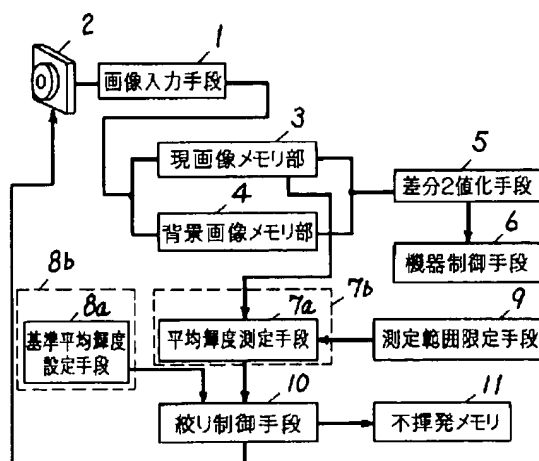 2
1
画像入力手段
3
現画像メモリ部
5
差分2値化手段
4
背景画像メモリ部
6
機器制御手段
8b
8a
基準平均輝度
設定手段
7b
7a
平均輝度測定手段
9
測定範囲限定手段
10
絞り制御手段
11
不揮発メモリ